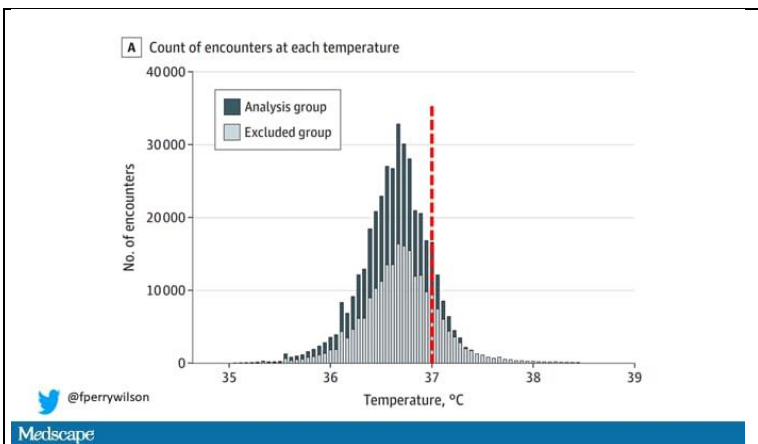 A Count of encounters at each temperature
40000
30000
20000
10000
0
No. of encounters
Analysis group
Excluded group
35 36 37 38 39
Temperature, °C
@fperrywilson
Medscape